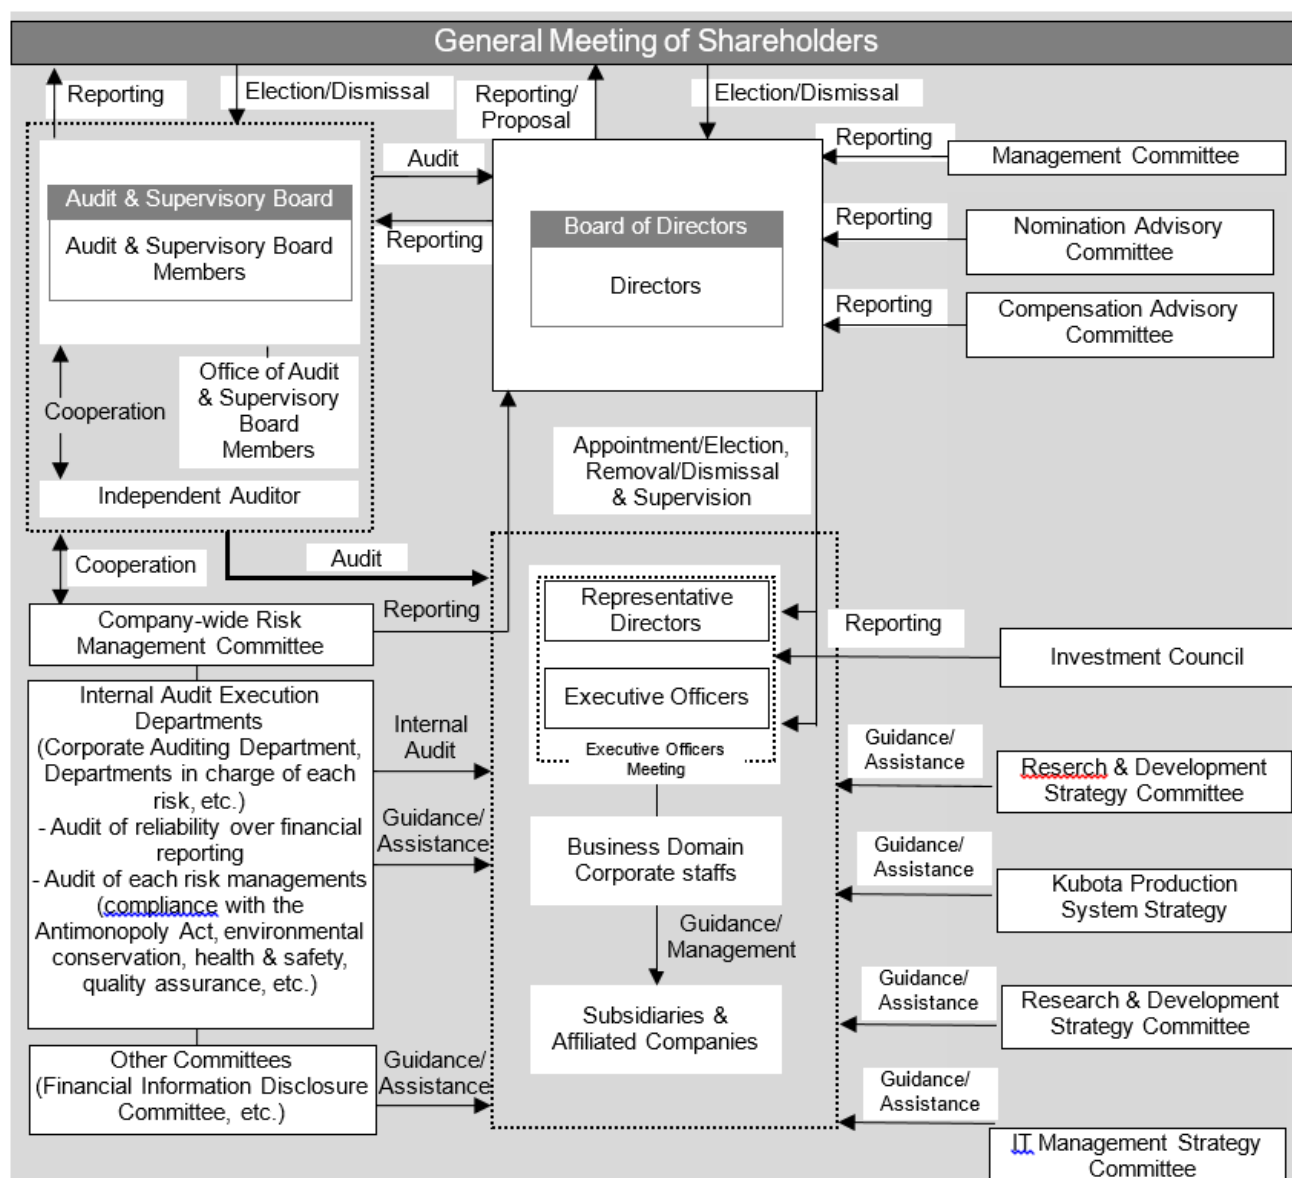 General Meeting of Shareholders
Reporting
Election/Dismissal
Reporting/
Proposal
Election/Dismissal
Audit & Supervisory Board
Audit & Supervisory Board
Members
Audit
Reporting
Board of Directors
Directors
Reporting
Management Committee
Reporting
Nomination Advisory
Committee
Reporting
Compensation Advisory
Committee
Cooperation
Office of Audit
& Supervisory
Board
Members
Independent Auditor
Appointment/Election,
Removal/Dismissal
& Supervision
Cooperation
Audit
Company-wide Risk
Management Committee
Reporting
Representative
Directors
Executive Officers
Executive Officers
Meeting
Reporting
Investment Council
Internal Audit Execution
Departments
(Corporate Auditing Department,
Departments in charge of each
risk, etc.)
- Audit of reliability over financial
reporting
- Audit of each risk managements
(compliance with the
Antimonopoly Act, environmental
conservation, health & safety,
quality assurance, etc.)
Internal
Audit
Guidance/
Assistance
Business Domain
Corporate staffs
Guidance/
Management
Subsidiaries &
Affiliated Companies
Guidance/
Assistance
Reserch & Development
Strategy Committee
Guidance/
Assistance
Kubota Production
System Strategy
Guidance/
Assistance
Research & Development
Strategy Committee
Other Committees
(Financial Information Disclosure
Committee, etc.)
Guidance/
Assistance
Guidance/
Assistance
IT Management Strategy
Committee